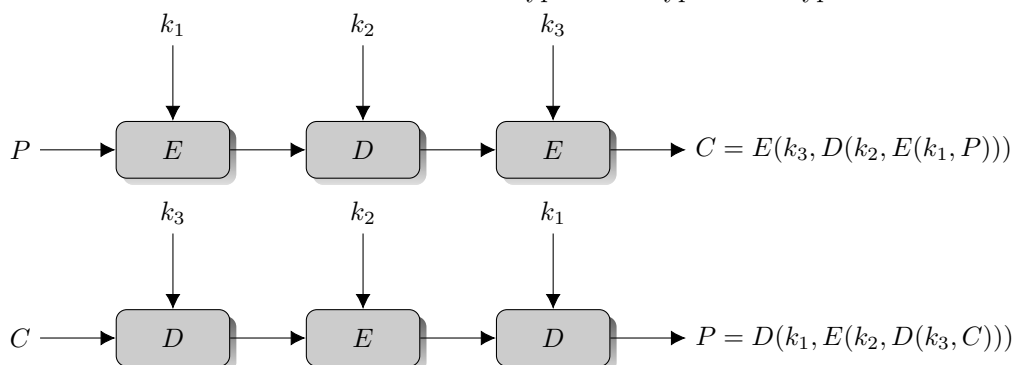 k₁ k₂ k₃
P E D E C = E(k₃, D(k₂, E(k₁, P)))
k₃ k₂ k₁
C D E D P = D(k₁, E(k₂, D(k₃, C)))